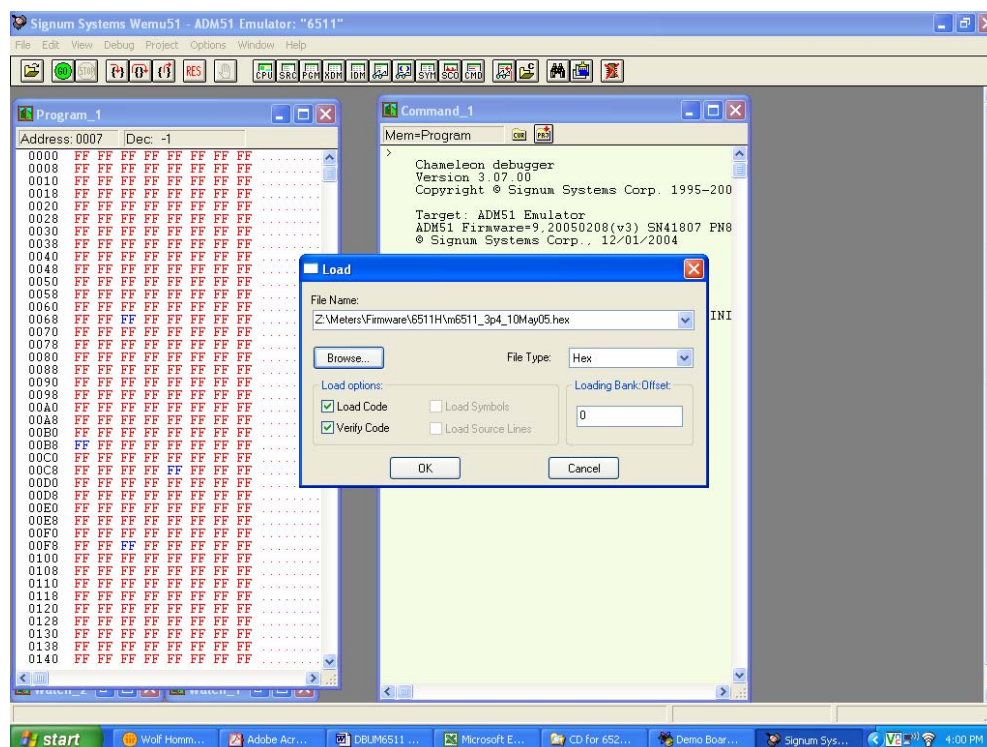 Signum Systems Wemu51 - ADM51 Emulator: "6511"
File Edit View Debug Project Options Window Help
GO STOP RES CPU SRC PGM XDM IDM SYM SCO CMD
Program_1
Address: 0007 Dec: -1
0000 FF FF FF FF FF FF FF FF ........
0008 FF FF FF FF FF FF FF FF ........
0010 FF FF FF FF FF FF FF FF ........
0018 FF FF FF FF FF FF FF FF ........
0020 FF FF FF FF FF FF FF FF ........
0028 FF FF FF FF FF FF FF FF ........
0030 FF FF FF FF FF FF FF FF ........
0038 FF FF FF FF FF FF FF FF ........
0040 FF FF FF FF FF FF FF FF ........
0048 FF FF FF FF FF FF FF FF ........
0050 FF FF FF FF FF FF FF FF ........
0058 FF FF FF FF FF FF FF FF ........
0060 FF FF FF FF FF FF FF FF ........
0068 FF FF FF FF FF FF FF FF ........
0070 FF FF FF FF FF FF FF FF ........
0078 FF FF FF FF FF FF FF FF ........
0080 FF FF FF FF FF FF FF FF ........
0088 FF FF FF FF FF FF FF FF ........
0090 FF FF FF FF FF FF FF FF ........
0098 FF FF FF FF FF FF FF FF ........
00A0 FF FF FF FF FF FF FF FF ........
00A8 FF FF FF FF FF FF FF FF ........
00B0 FF FF FF FF FF FF FF FF ........
00B8 FF FF FF FF FF FF FF FF ........
00C0 FF FF FF FF FF FF FF FF ........
00C8 FF FF FF FF FF FF FF FF ........
00D0 FF FF FF FF FF FF FF FF ........
00D8 FF FF FF FF FF FF FF FF ........
00E0 FF FF FF FF FF FF FF FF ........
00E8 FF FF FF FF FF FF FF FF ........
00F0 FF FF FF FF FF FF FF FF ........
00F8 FF FF FF FF FF FF FF FF ........
0100 FF FF FF FF FF FF FF FF ........
0108 FF FF FF FF FF FF FF FF ........
0110 FF FF FF FF FF FF FF FF ........
0118 FF FF FF FF FF FF FF FF ........
0120 FF FF FF FF FF FF FF FF ........
0128 FF FF FF FF FF FF FF FF ........
0130 FF FF FF FF FF FF FF FF ........
0138 FF FF FF FF FF FF FF FF ........
0140 FF FF FF FF FF FF FF FF ........
Command_1
Mem=Program CUR PRJ
>
Chameleon debugger
Version 3.07.00
Copyright © Signum Systems Corp. 1995-200
Target: ADM51 Emulator
ADM51 Firmware=9,20050208(v3) SN41807 PN8
© Signum Systems Corp., 12/01/2004
INI
Load
File Name:
Z:\Meters\Firmware\6511H\m6511_3p4_10May05.hex
Browse... File Type: Hex
Load options: Loading Bank:Offset:
Load Code Load Symbols 0
Verify Code Load Source Lines
OK Cancel
Watch_2 Watch_1
start Wolf Homm... Adobe Acr... DBUM6511 ... Microsoft E... CD for 652... Demo Boar... Signum Sys... 4:00 PM